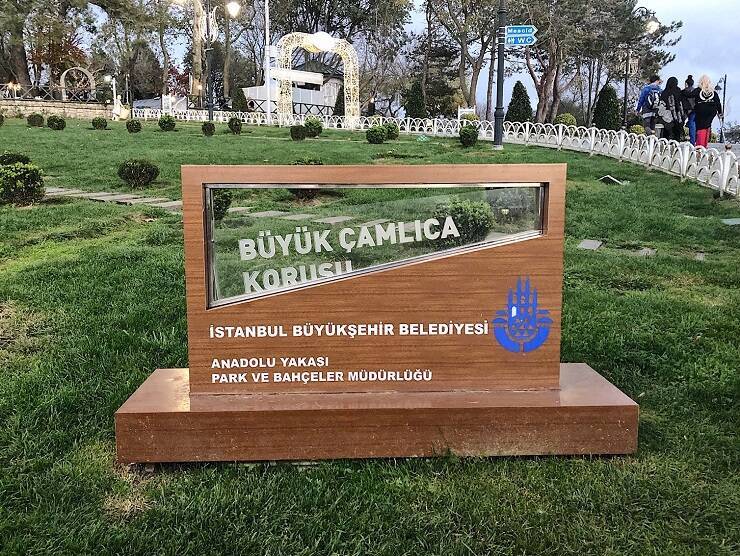 Mescid
WC
BÜYÜK ÇAMLICA
KORUSU
İSTANBUL BÜYÜKŞEHİR BELEDİYESİ
ANADOLU YAKASI
PARK VE BAHÇELER MÜDÜRLÜĞÜ